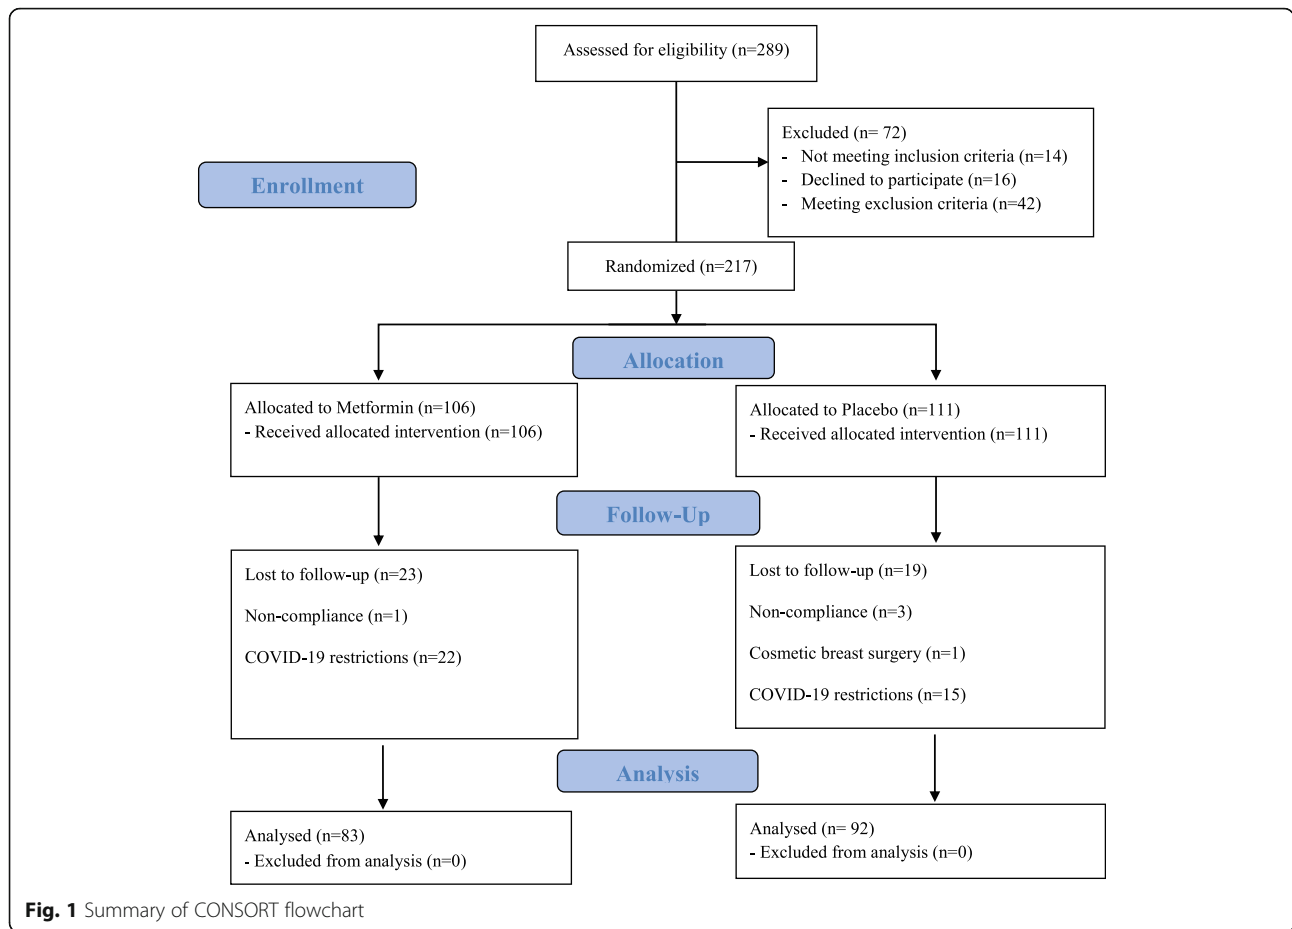 Assessed for eligibility (n=289)
Excluded (n= 72)
- Not meeting inclusion criteria (n=14)
- Declined to participate (n=16)
- Meeting exclusion criteria (n=42)
Enrollment
Randomized (n=217)
Allocation
Allocated to Metformin (n=106)
- Received allocated intervention (n=106)
Allocated to Placebo (n=111)
- Received allocated intervention (n=111)
Follow-Up
Lost to follow-up (n=23)
Non-compliance (n=1)
COVID-19 restrictions (n=22)
Lost to follow-up (n=19)
Non-compliance (n=3)
Cosmetic breast surgery (n=1)
COVID-19 restrictions (n=15)
Analysis
Analysed (n=83)
- Excluded from analysis (n=0)
Analysed (n= 92)
- Excluded from analysis (n=0)
Fig. 1 Summary of CONSORT flowchart